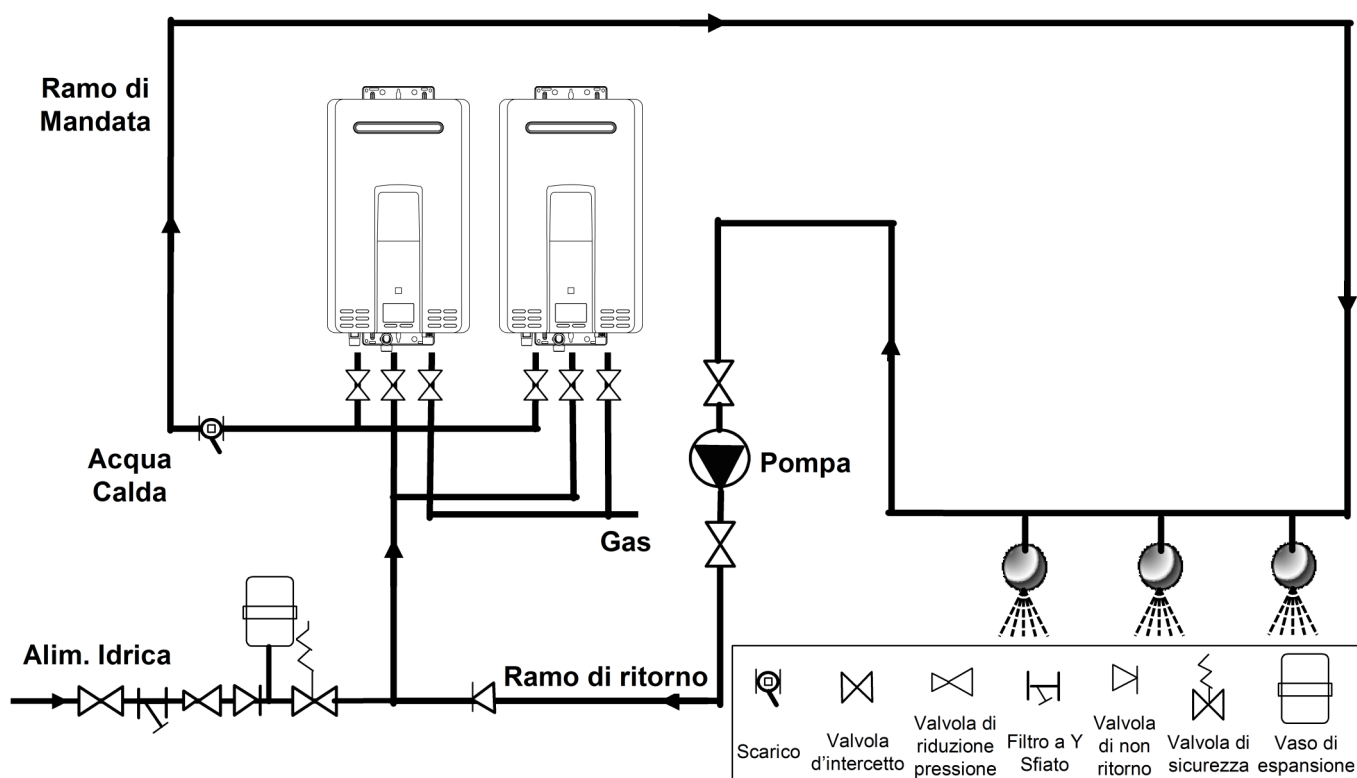 Ramo di
Mandata
Acqua
Calda
Pompa
Gas
Alim. Idrica
Ramo di ritorno
Scarico
Valvola
d'intercetto
Valvola di
riduzione
pressione
Filtro a Y
Sfiato
Valvola
di non
ritorno
Valvola di
sicurezza
Vaso di
espansione